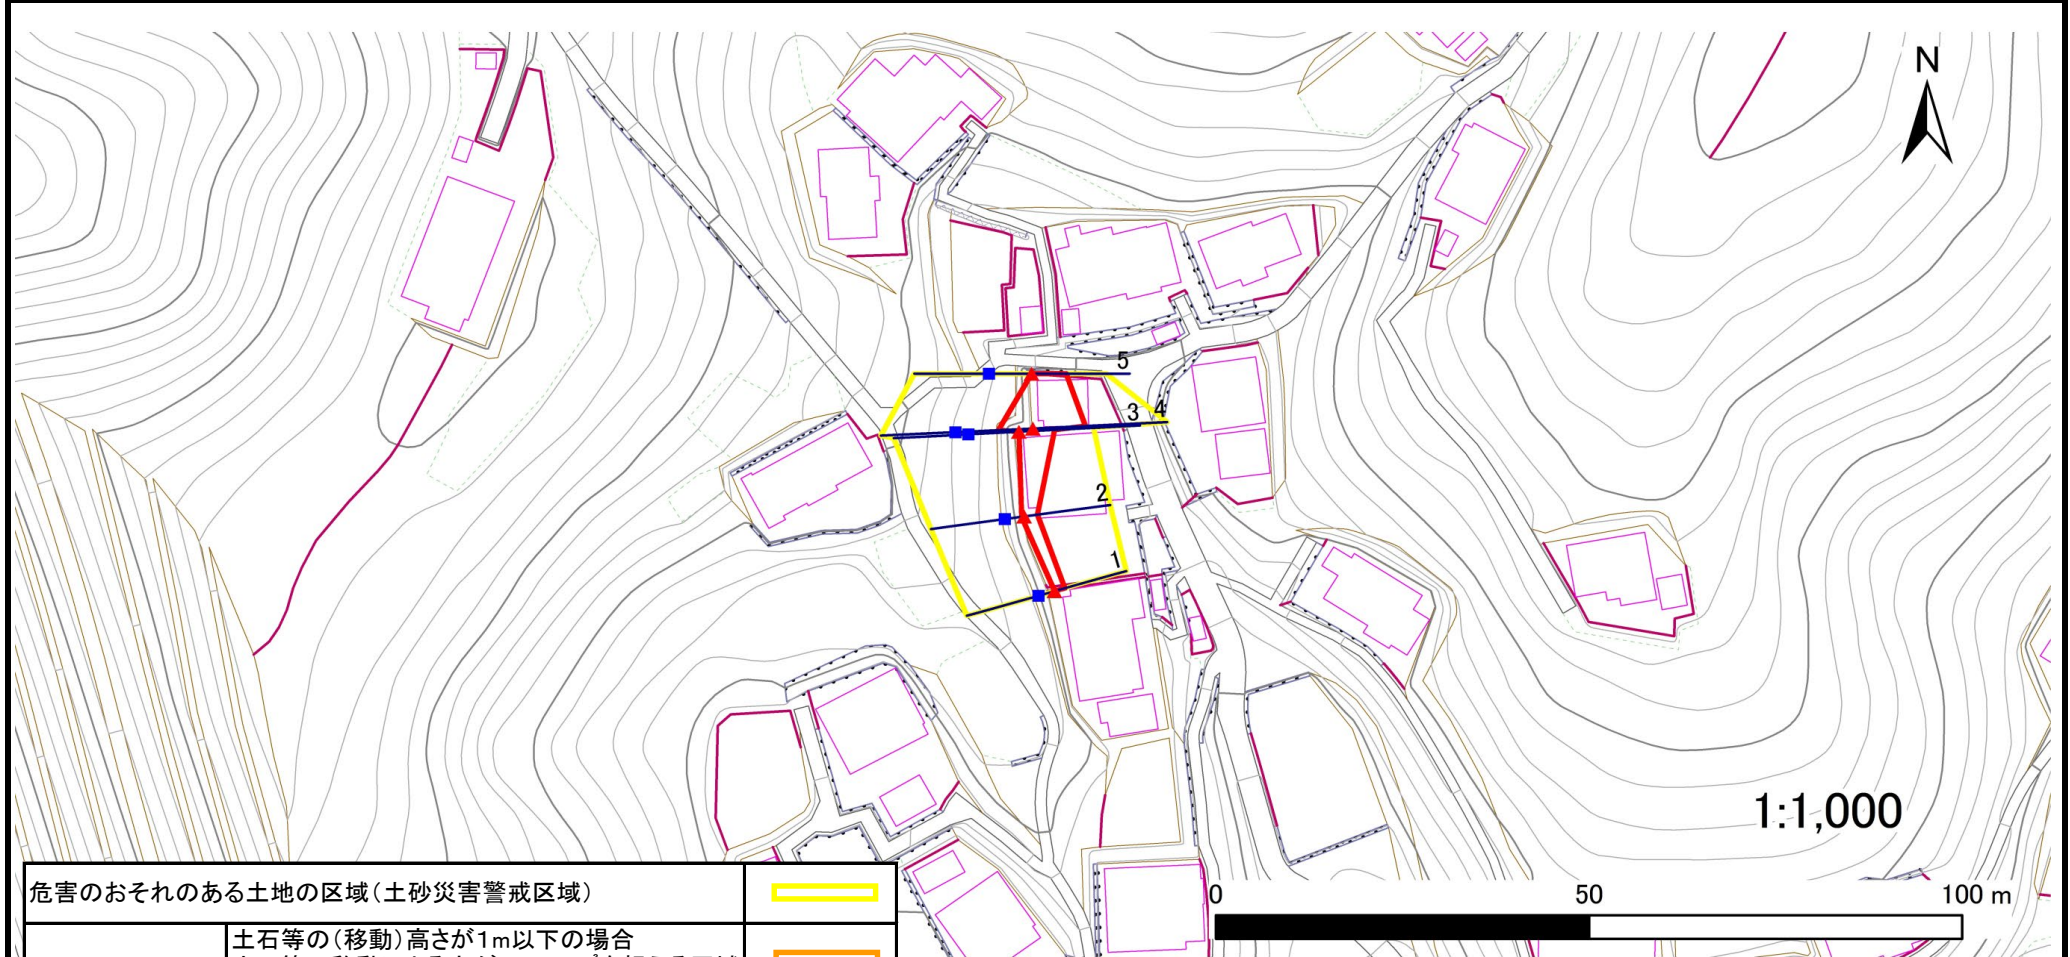 N
5
3 4
2
1
1:1,000
0 50 100 m
危害のおそれのある土地の区域(土砂災害警戒区域)
土石等の(移動)高さが1m以下の場合